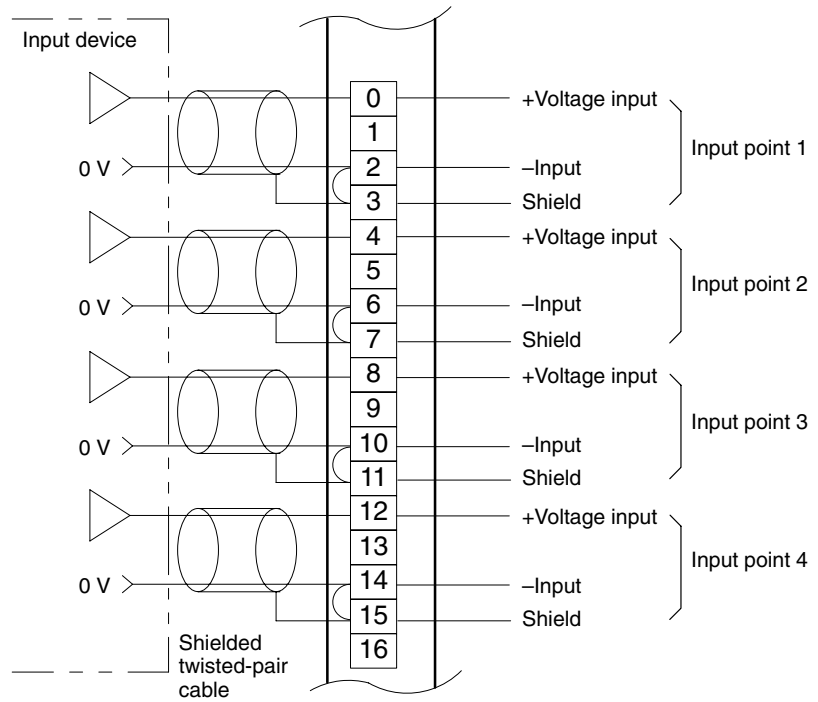 Input device
0
+Voltage input
1
Input point 1
0 V
2
–Input
3
Shield
4
+Voltage input
5
Input point 2
0 V
6
–Input
7
Shield
8
+Voltage input
9
Input point 3
0 V
10
–Input
11
Shield
12
+Voltage input
13
Input point 4
0 V
14
–Input
15
Shield
16
Shielded
twisted-pair
cable